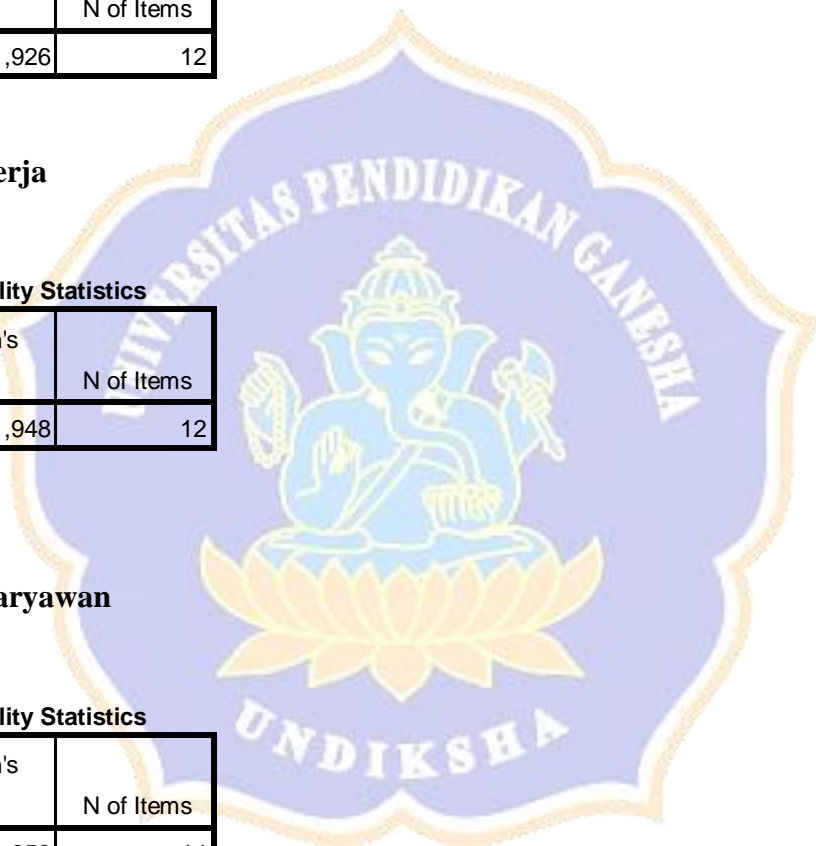 N of Items
,926 12
erja
UNIVERSITAS PENDIDIKAN GANESHA
lity Statistics
's
N of Items
,948 12
aryawan
UNDIKSHA
lity Statistics
's
N of Items